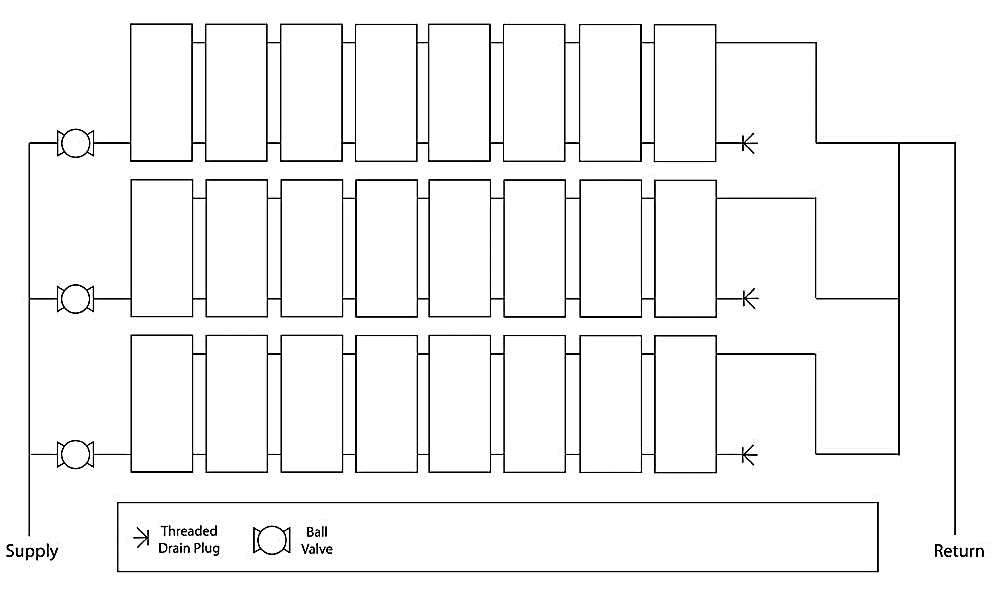 Threaded
Drain Plug
Ball
Valve
Supply
Return